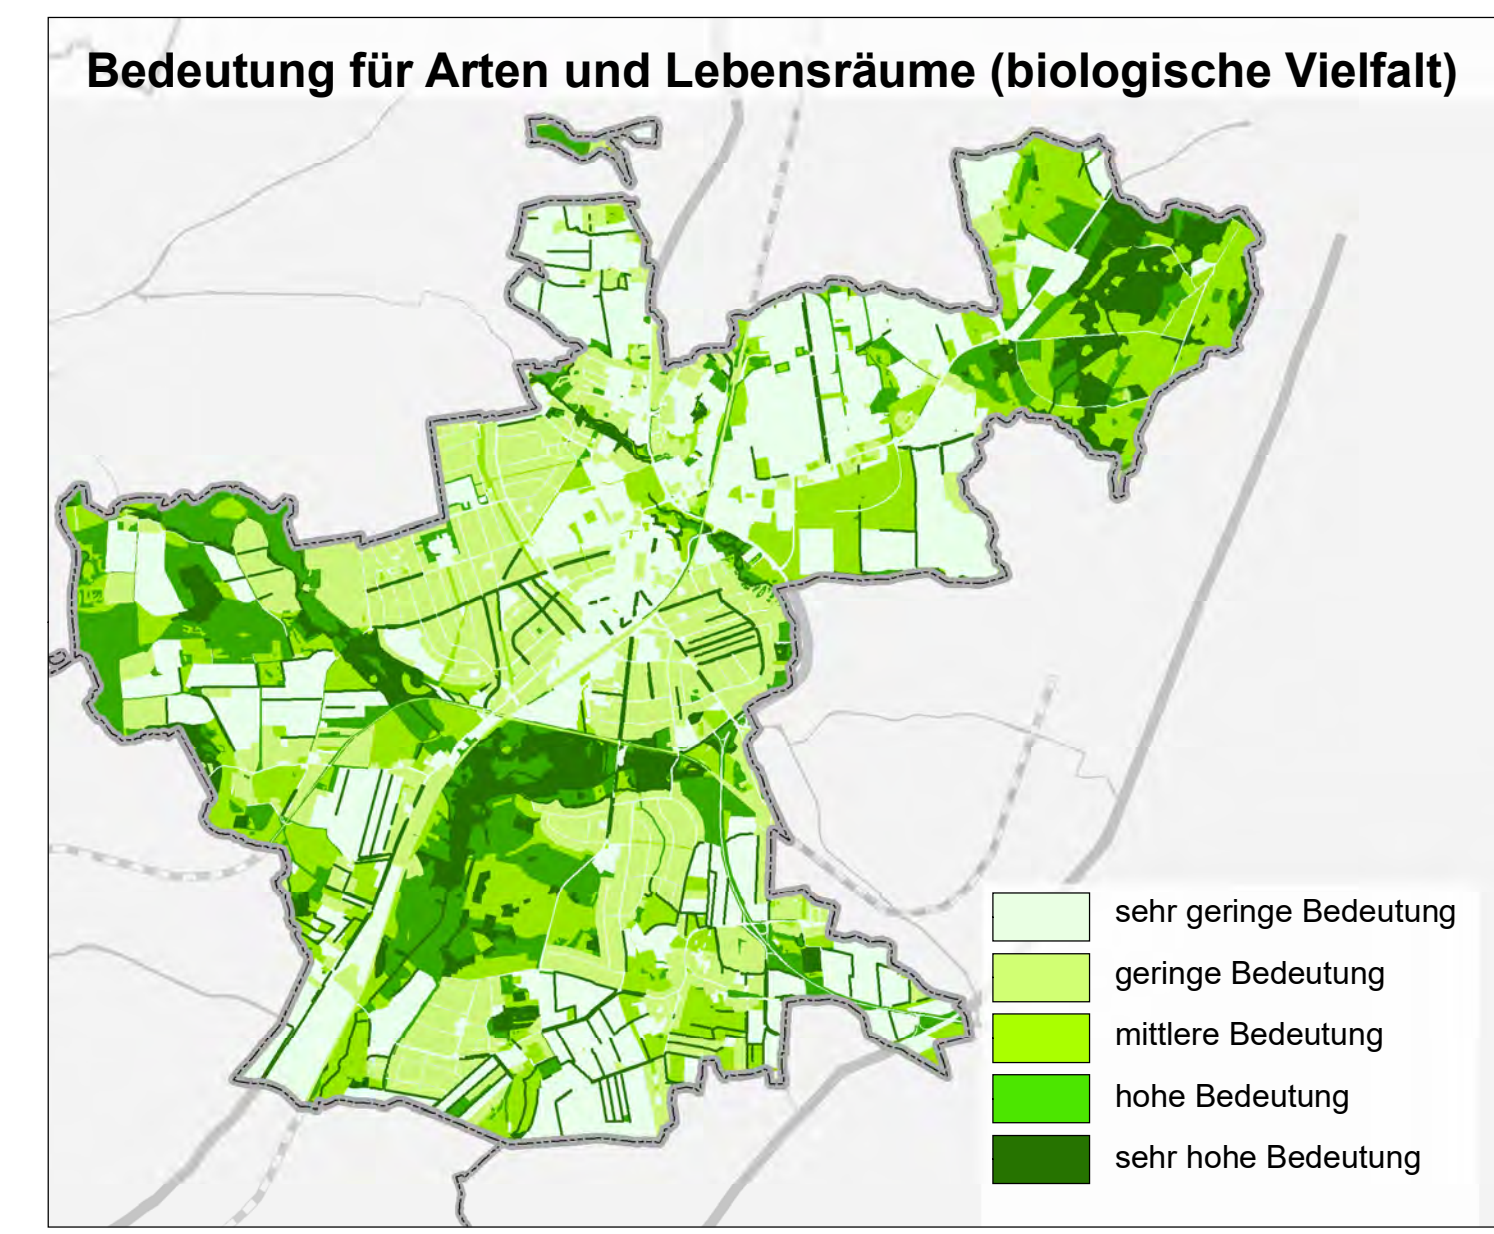 Bedeutung für Arten und Lebensräume (biologische Vielfalt)
sehr geringe Bedeutung
geringe Bedeutung
mittlere Bedeutung
hohe Bedeutung
sehr hohe Bedeutung